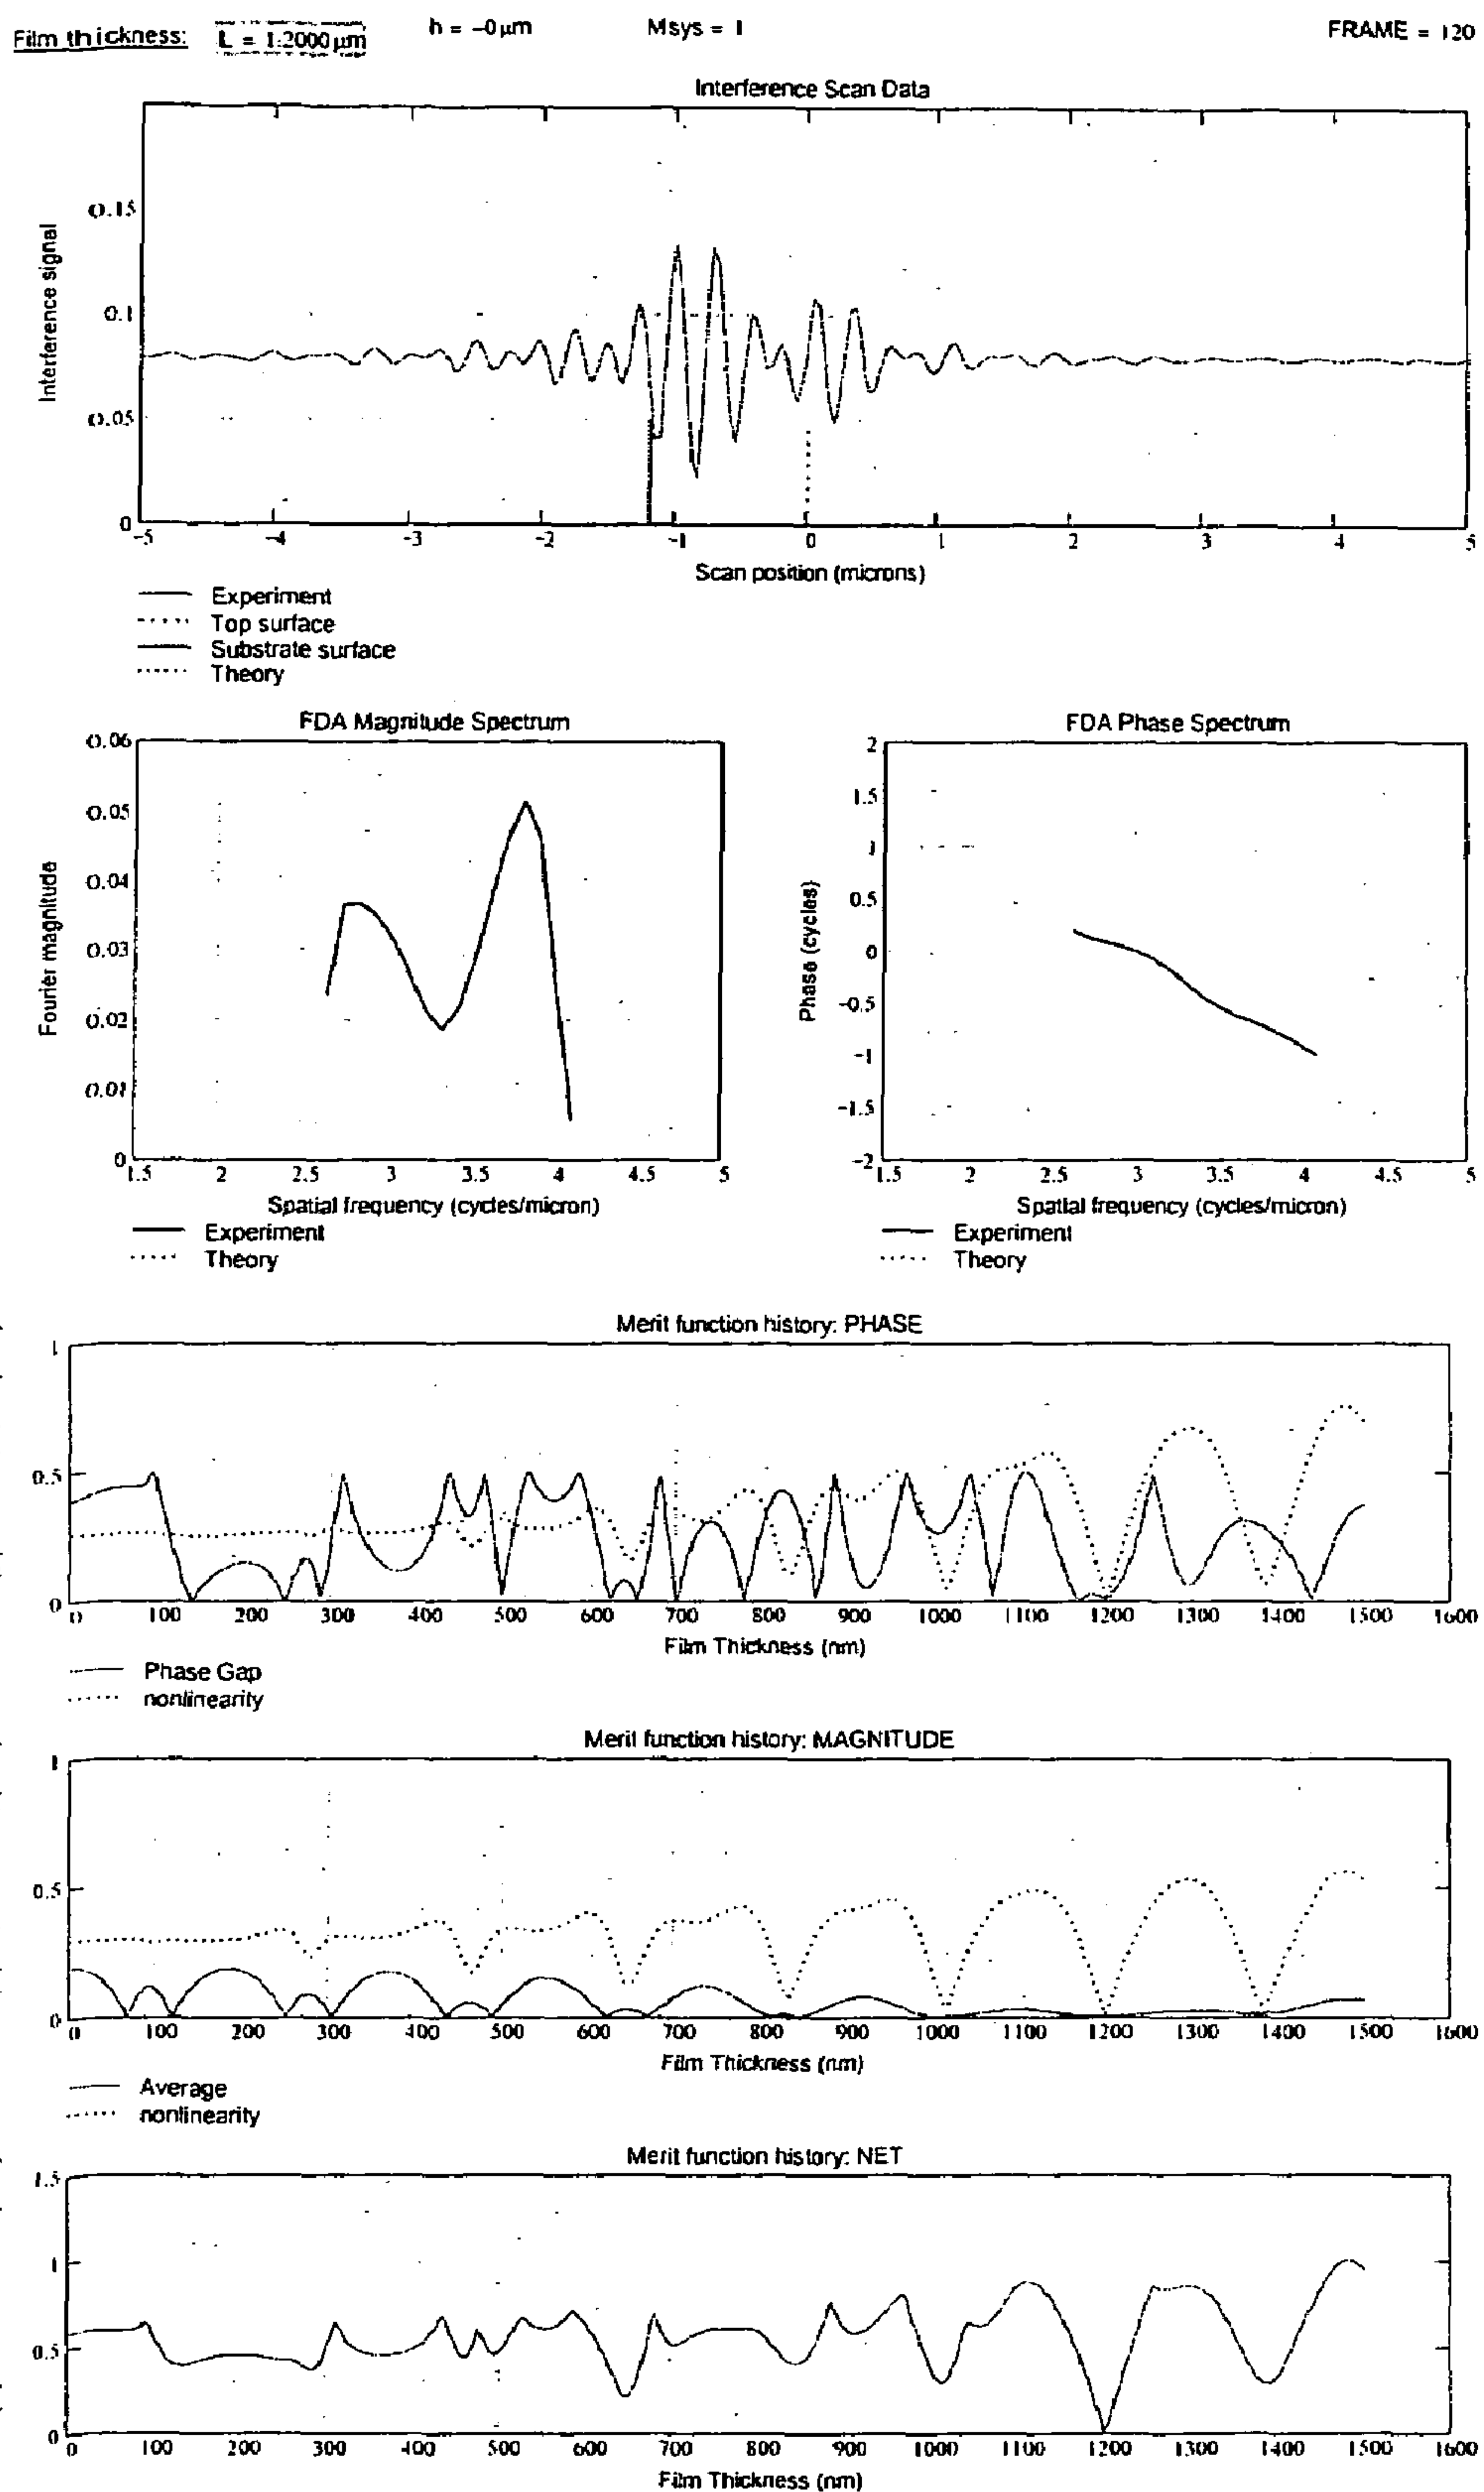 Film thickness: L = 1.2000 µm h = −0 µm Msys = 1 FRAME = 120
Interference Scan Data
Interference signal
0.15
0.1
0.05
0
−5 −4 −3 −2 −1 0 1 2 3 4 5
Scan position (microns)
Experiment
Top surface
Substrate surface
Theory
FDA Magnitude Spectrum
Fourier magnitude
0.06
0.05
0.04
0.03
0.02
0.01
0
1.5 2 2.5 3 3.5 4 4.5 5
Spatial frequency (cycles/micron)
Experiment
Theory
FDA Phase Spectrum
Phase (cycles)
2
1.5
1
0.5
0
−0.5
−1
−1.5
−2
1.5 2 2.5 3 3.5 4 4.5 5
Spatial frequency (cycles/micron)
Experiment
Theory
Merit function history: PHASE
1
0.5
0
0 100 200 300 400 500 600 700 800 900 1000 1100 1200 1300 1400 1500 1600
Film Thickness (nm)
Phase Gap
nonlinearity
Merit function history: MAGNITUDE
1
0.5
0
0 100 200 300 400 500 600 700 800 900 1000 1100 1200 1300 1400 1500 1600
Film Thickness (nm)
Average
nonlinearity
Merit function history: NET
1.5
1
0.5
0
0 100 200 300 400 500 600 700 800 900 1000 1100 1200 1300 1400 1500 1600
Film Thickness (nm)